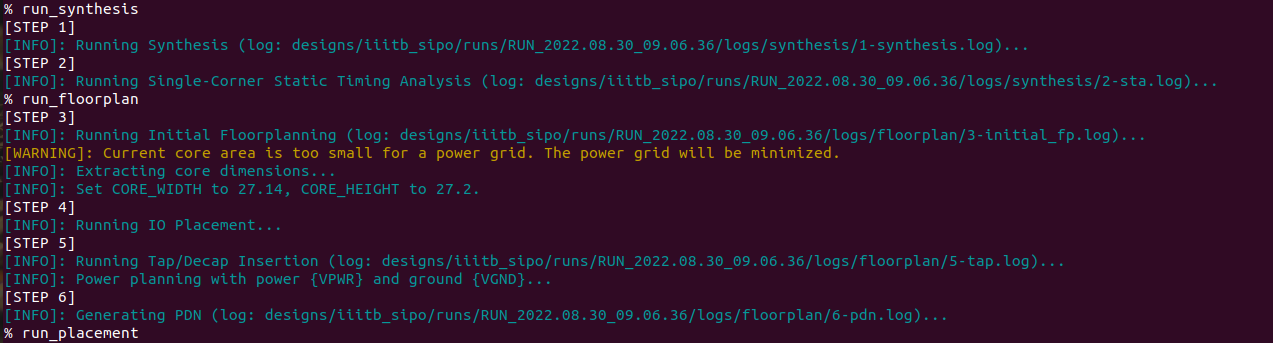 % run_synthesis
[STEP 1]
[INFO]: Running Synthesis (log: designs/iiitb_sipo/runs/RUN_2022.08.30_09.06.36/logs/synthesis/1-synthesis.log)...
[STEP 2]
[INFO]: Running Single-Corner Static Timing Analysis (log: designs/iiitb_sipo/runs/RUN_2022.08.30_09.06.36/logs/synthesis/2-sta.log)...
% run_floorplan
[STEP 3]
[INFO]: Running Initial Floorplanning (log: designs/iiitb_sipo/runs/RUN_2022.08.30_09.06.36/logs/floorplan/3-initial_fp.log)...
[WARNING]: Current core area is too small for a power grid. The power grid will be minimized.
[INFO]: Extracting core dimensions...
[INFO]: Set CORE_WIDTH to 27.14, CORE_HEIGHT to 27.2.
[STEP 4]
[INFO]: Running IO Placement...
[STEP 5]
[INFO]: Running Tap/Decap Insertion (log: designs/iiitb_sipo/runs/RUN_2022.08.30_09.06.36/logs/floorplan/5-tap.log)...
[INFO]: Power planning with power {VPWR} and ground {VGND}...
[STEP 6]
[INFO]: Generating PDN (log: designs/iiitb_sipo/runs/RUN_2022.08.30_09.06.36/logs/floorplan/6-pdn.log)...
% run_placement